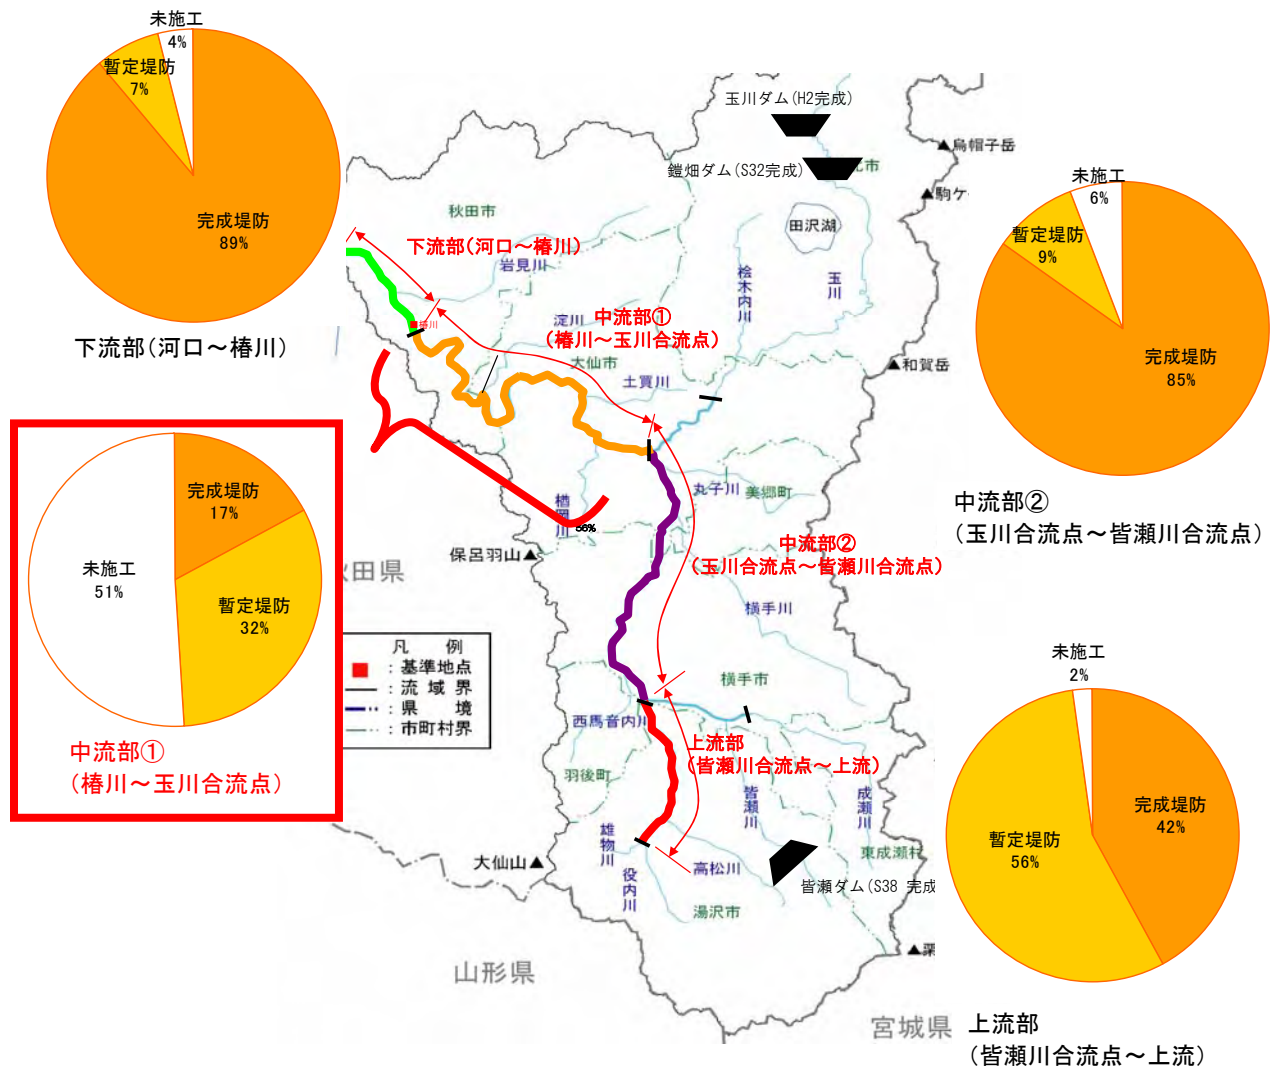 未施工
4%
暫定堤防
7%
完成堤防
89%
下流部(河口～椿川)
玉川ダム(H2完成)
鎧畑ダム(S32完成)
北市
▲烏帽子岳
▲駒ケ
田沢湖
秋田市
下流部(河口～椿川)
岩見川
桧木内川
玉川
椿川
淀川
中流部①
(椿川～玉川合流点)
大仙市
土買川
▲和賀岳
未施工
6%
暫定堤防
9%
完成堤防
85%
中流部②
(玉川合流点～皆瀬川合流点)
丸子川
美郷町
楢岡川
56%
保呂羽山▲
中流部②
(玉川合流点～皆瀬川合流点)
秋田県
横手川
完成堤防
17%
未施工
51%
暫定堤防
32%
中流部①
(椿川～玉川合流点)
凡 例
：基準地点
：流域界
：県 境
：市町村界
横手市
西馬音内川
上流部
(皆瀬川合流点～上流)
羽後町
皆瀬川
成瀬川
雄物川
役内川
大仙山▲
高松川
東成瀬村
皆瀬ダム(S38 完成
湯沢市
▲栗
山形県
宮城県
未施工
2%
完成堤防
42%
暫定堤防
56%
上流部
(皆瀬川合流点～上流)